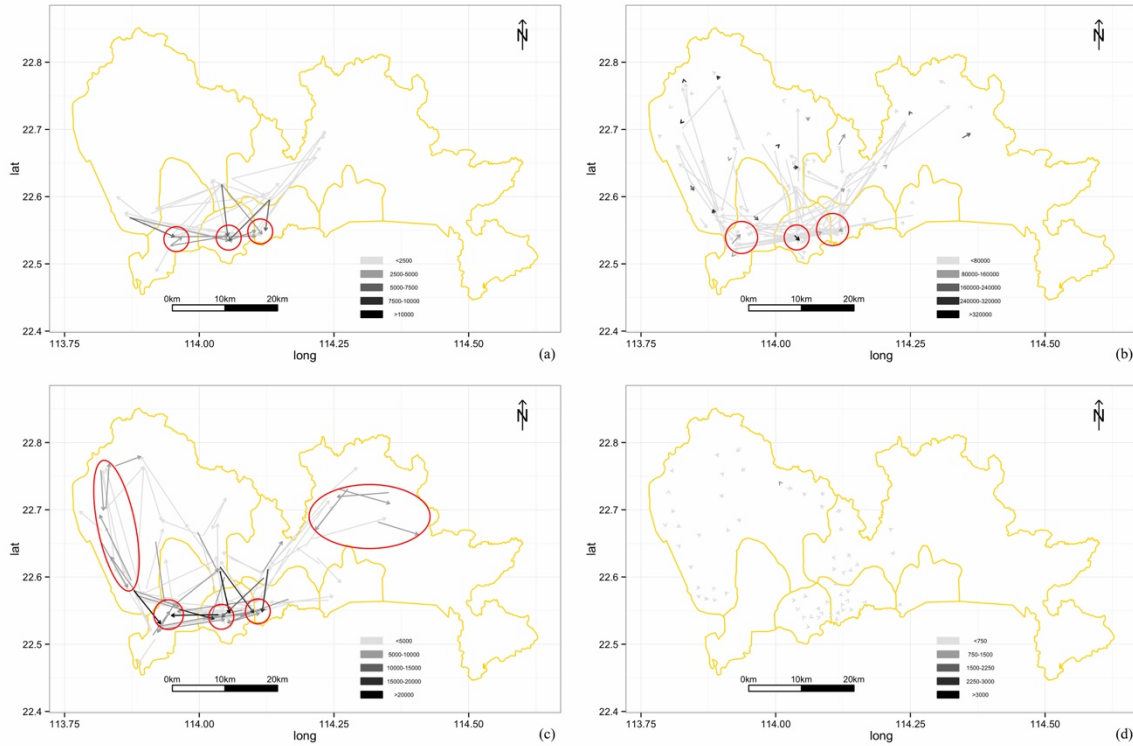 N
N
22.8
22.7
22.6
22.5
22.4
lat
<2500
2500-5000
5000-7500
7500-10000
>10000
0km 10km 20km
113.75 114.00 114.25 114.50
long
(a)
22.8
22.7
22.6
22.5
22.4
lat
<80000
80000-160000
160000-240000
240000-320000
>320000
0km 10km 20km
113.75 114.00 114.25 114.50
long
(b)
N
N
22.8
22.7
22.6
22.5
22.4
lat
<5000
5000-10000
10000-15000
15000-20000
>20000
0km 10km 20km
113.75 114.00 114.25 114.50
long
(c)
22.8
22.7
22.6
22.5
22.4
lat
<750
750-1500
1500-2250
2250-3000
>3000
0km 10km 20km
113.75 114.00 114.25 114.50
long
(d)